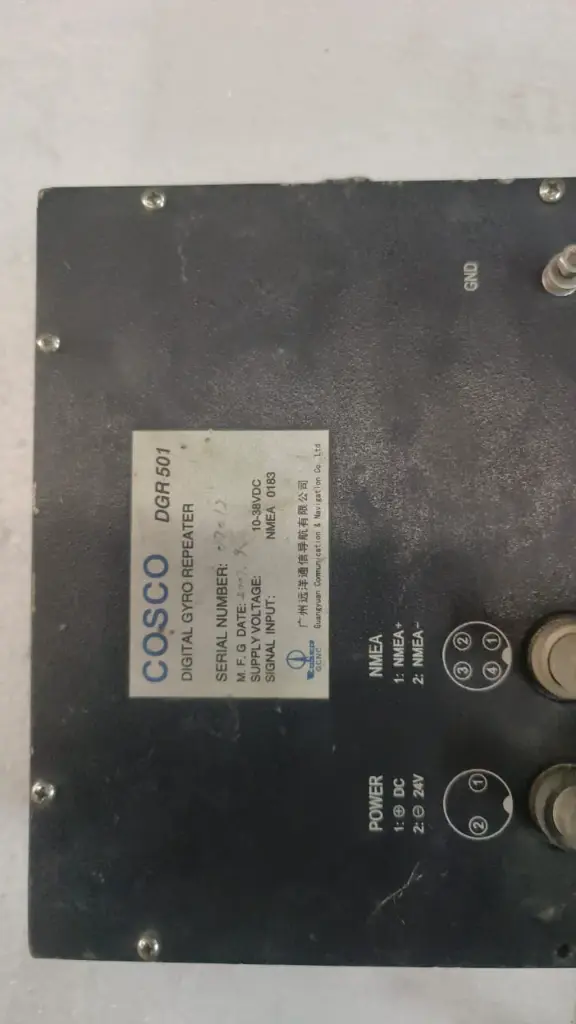 COSCO DGR 501
DIGITAL GYRO REPEATER
SERIAL NUMBER:
M. F. G DATE:
SUPPLY VOLTAGE: 10-38VDC
SIGNAL INPUT: NMEA 0183
GCNC
广州远洋通信导航有限公司
Guangyuan Communication & Navigation Co., Ltd
POWER
1: ⊕ DC
2: ⊖ 24V
2 1
NMEA
1: NMEA+
2: NMEA-
3 2
4 1
GND